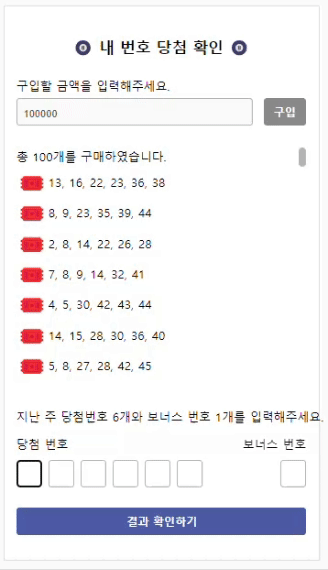 내 번호 당첨 확인
구입할 금액을 입력해주세요.
100000 구입
총 100개를 구매하였습니다.
13, 16, 22, 23, 36, 38
8, 9, 23, 35, 39, 44
2, 8, 14, 22, 26, 28
7, 8, 9, 14, 32, 41
4, 5, 30, 42, 43, 44
14, 15, 28, 30, 36, 40
5, 8, 27, 28, 42, 45
지난 주 당첨번호 6개와 보너스 번호 1개를 입력해주세요.
당첨 번호 보너스 번호
결과 확인하기